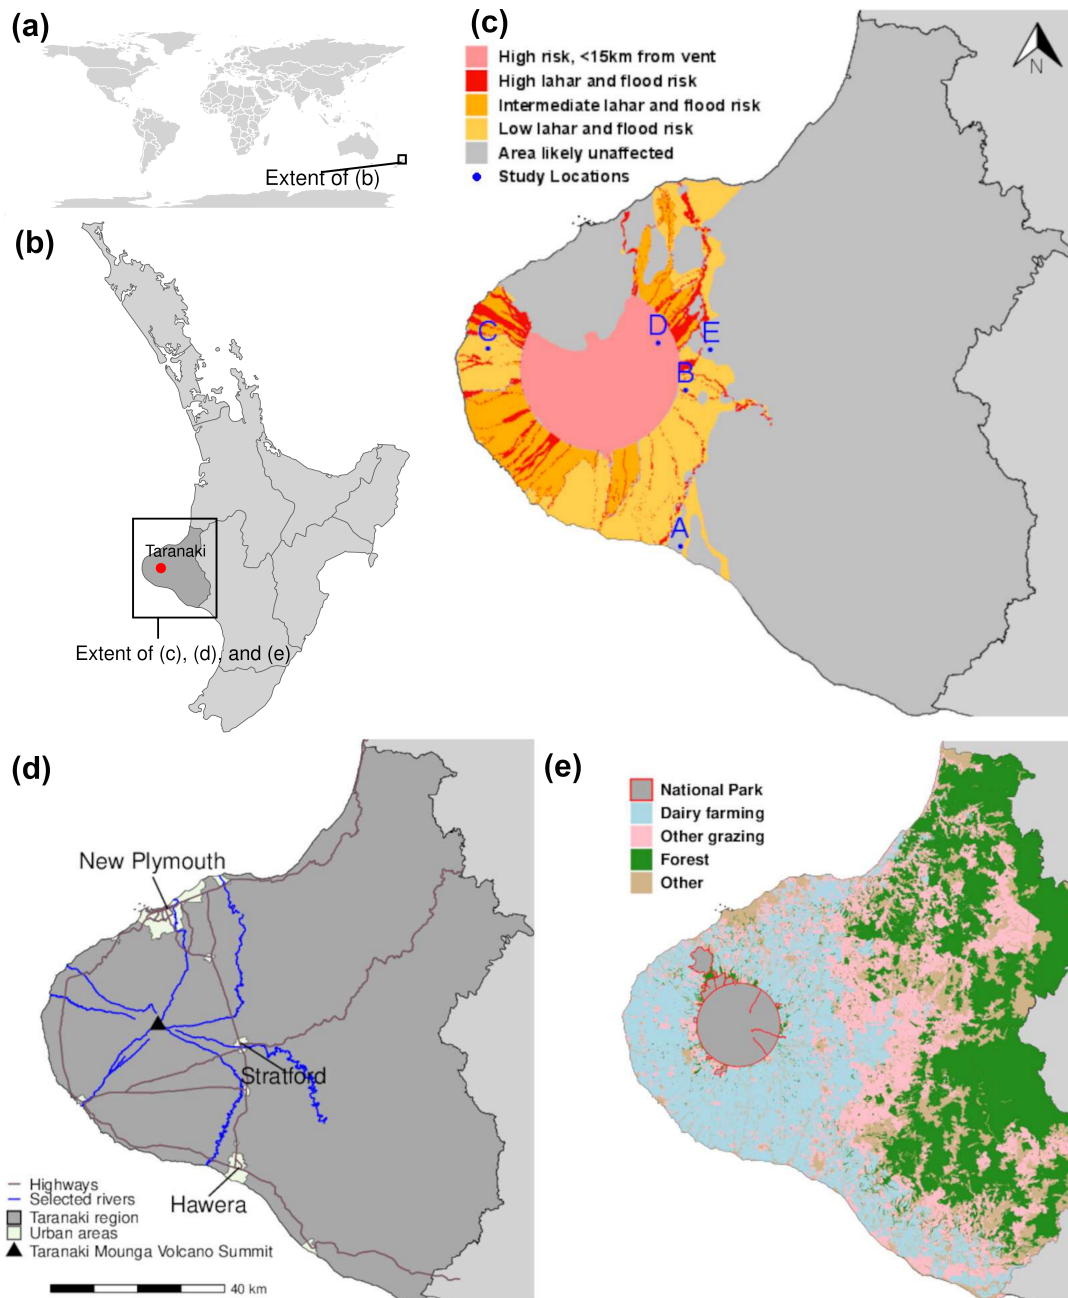 (a)
Extent of (b)
(b)
Taranaki
Extent of (c), (d), and (e)
(c)
High risk, <15km from vent
High lahar and flood risk
Intermediate lahar and flood risk
Low lahar and flood risk
Area likely unaffected
Study Locations
N
C
D
E
B
A
(d)
New Plymouth
Stratford
Hawera
Highways
Selected rivers
Taranaki region
Urban areas
Taranaki Mounga Volcano Summit
40 km
(e)
National Park
Dairy farming
Other grazing
Forest
Other